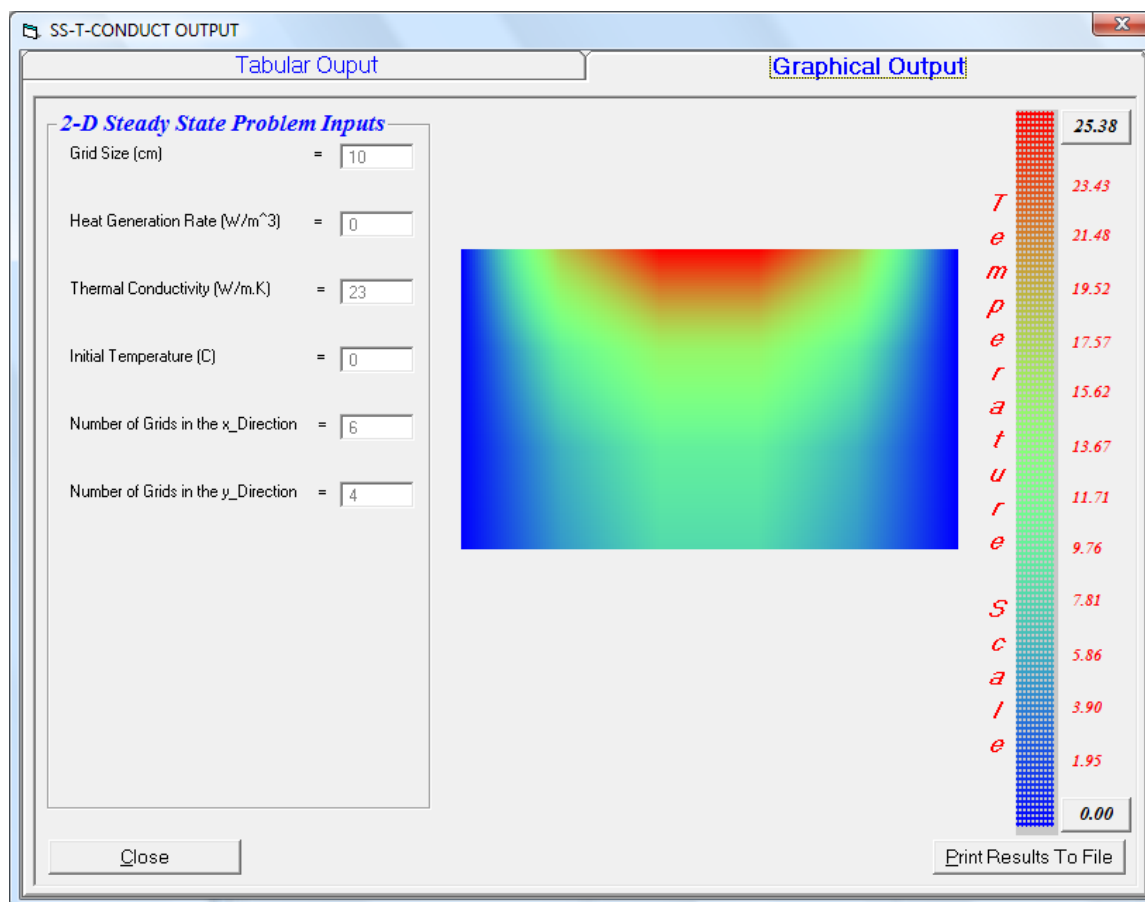 SS-T-CONDUCT OUTPUT
Tabular Ouput
Graphical Output
2-D Steady State Problem Inputs
Grid Size (cm) = 10
Heat Generation Rate (W/m^3) = 0
Thermal Conductivity (W/m.K) = 23
Initial Temperature (C) = 0
Number of Grids in the x_Direction = 6
Number of Grids in the y_Direction = 4
Temperature Scale
25.38
23.43
21.48
19.52
17.57
15.62
13.67
11.71
9.76
7.81
5.86
3.90
1.95
0.00
Close
Print Results To File